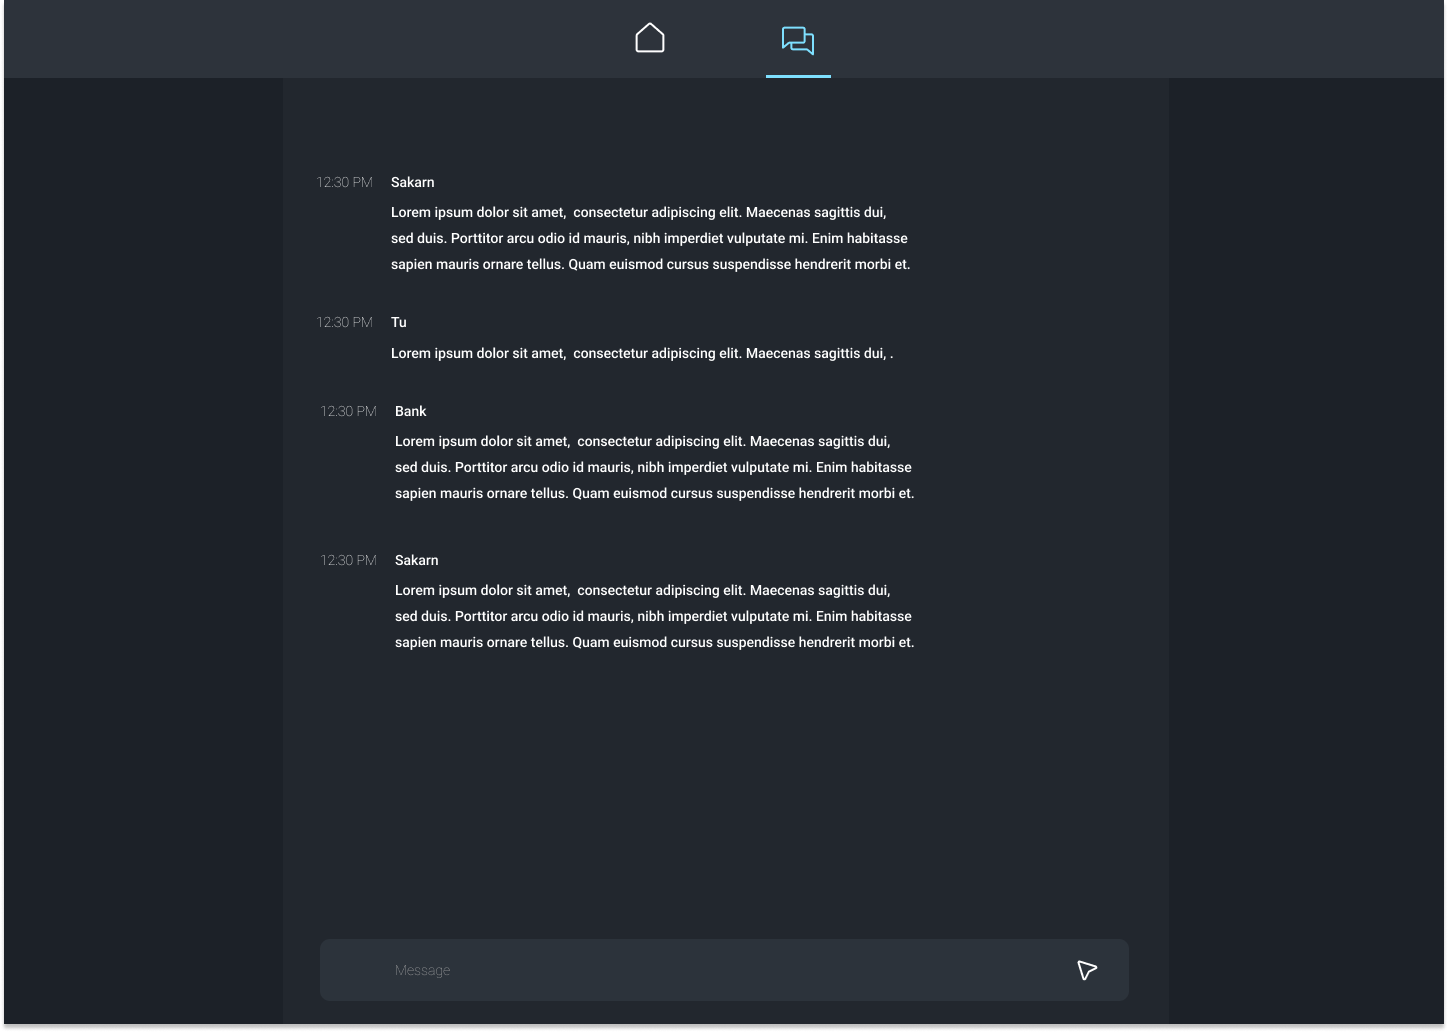 12:30 PM Sakarn
Lorem ipsum dolor sit amet,  consectetur adipiscing elit. Maecenas sagittis dui,
sed duis. Porttitor arcu odio id mauris, nibh imperdiet vulputate mi. Enim habitasse
sapien mauris ornare tellus. Quam euismod cursus suspendisse hendrerit morbi et.
12:30 PM Tu
Lorem ipsum dolor sit amet,  consectetur adipiscing elit. Maecenas sagittis dui, .
12:30 PM Bank
Lorem ipsum dolor sit amet,  consectetur adipiscing elit. Maecenas sagittis dui,
sed duis. Porttitor arcu odio id mauris, nibh imperdiet vulputate mi. Enim habitasse
sapien mauris ornare tellus. Quam euismod cursus suspendisse hendrerit morbi et.
12:30 PM Sakarn
Lorem ipsum dolor sit amet,  consectetur adipiscing elit. Maecenas sagittis dui,
sed duis. Porttitor arcu odio id mauris, nibh imperdiet vulputate mi. Enim habitasse
sapien mauris ornare tellus. Quam euismod cursus suspendisse hendrerit morbi et.
Message